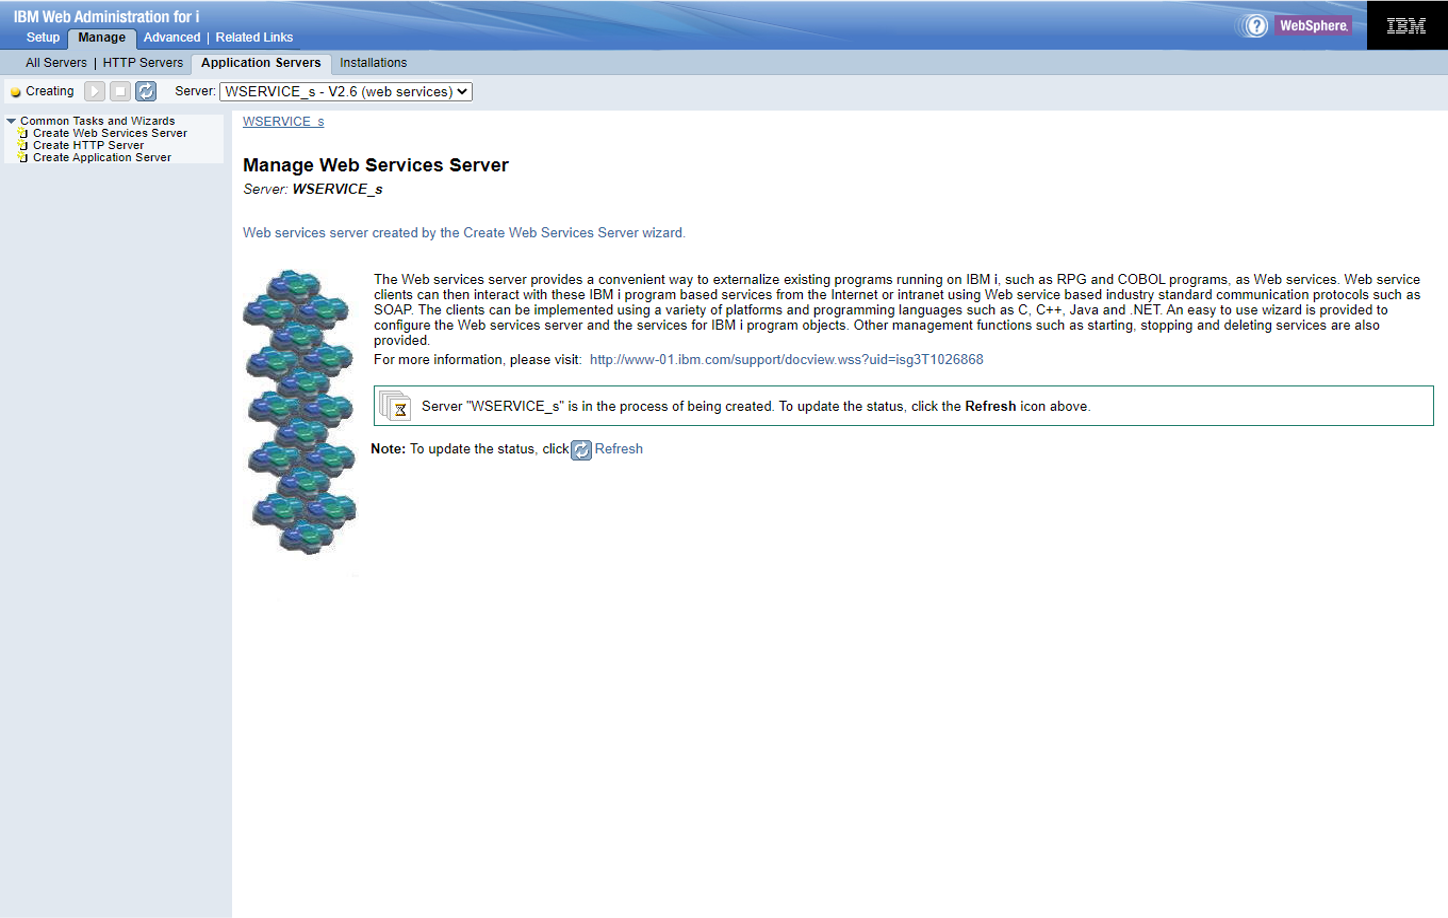 IBM Web Administration for i
Setup Manage Advanced | Related Links
? WebSphere. IBM
All Servers | HTTP Servers Application Servers Installations
Creating Server: WSERVICE_s - V2.6 (web services)
Common Tasks and Wizards
Create Web Services Server
Create HTTP Server
Create Application Server
WSERVICE_s
Manage Web Services Server
Server: WSERVICE_s
Web services server created by the Create Web Services Server wizard.
The Web services server provides a convenient way to externalize existing programs running on IBM i, such as RPG and COBOL programs, as Web services. Web service
clients can then interact with these IBM i program based services from the Internet or intranet using Web service based industry standard communication protocols such as
SOAP. The clients can be implemented using a variety of platforms and programming languages such as C, C++, Java and .NET. An easy to use wizard is provided to
configure the Web services server and the services for IBM i program objects. Other management functions such as starting, stopping and deleting services are also
provided.
For more information, please visit: http://www-01.ibm.com/support/docview.wss?uid=isg3T1026868
Server "WSERVICE_s" is in the process of being created. To update the status, click the Refresh icon above.
Note: To update the status, click Refresh